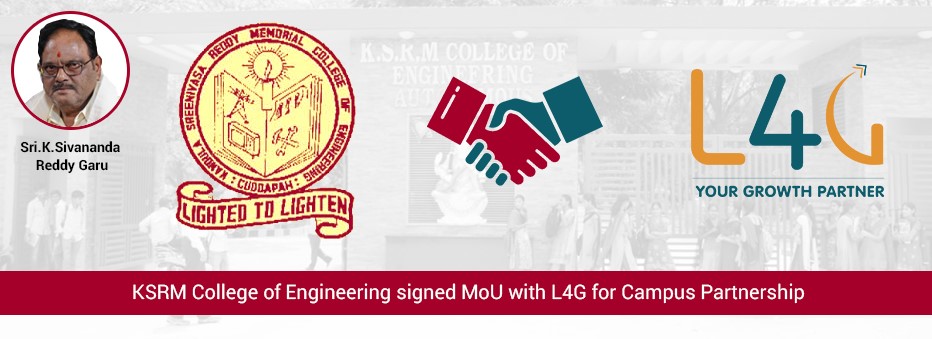 Sri.K.Sivananda
Reddy Garu
KANDULA SREENIVASA REDDY MEMORIAL COLLEGE OF ENGINEERING
: CUDDAPAH :
LIGHTED TO LIGHTEN
K.S.R.M COLLEGE OF
ENGINEERING
L4G
YOUR GROWTH PARTNER
KSRM College of Engineering signed MoU with L4G for Campus Partnership